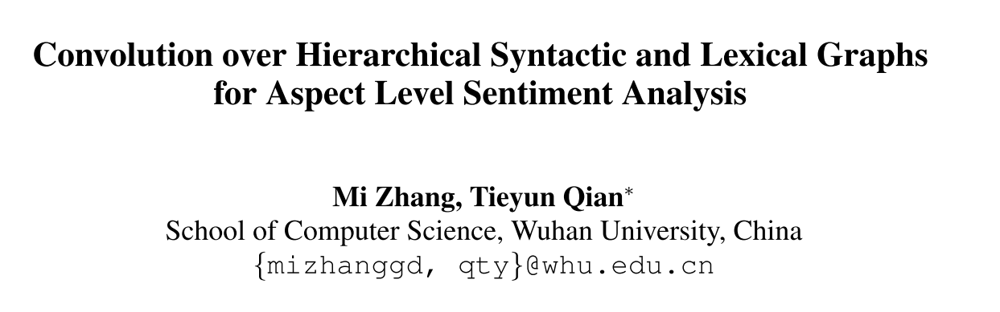 Convolution over Hierarchical Syntactic and Lexical Graphs
for Aspect Level Sentiment Analysis
Mi Zhang, Tieyun Qian*
School of Computer Science, Wuhan University, China
{mizhanggd, qty}@whu.edu.cn